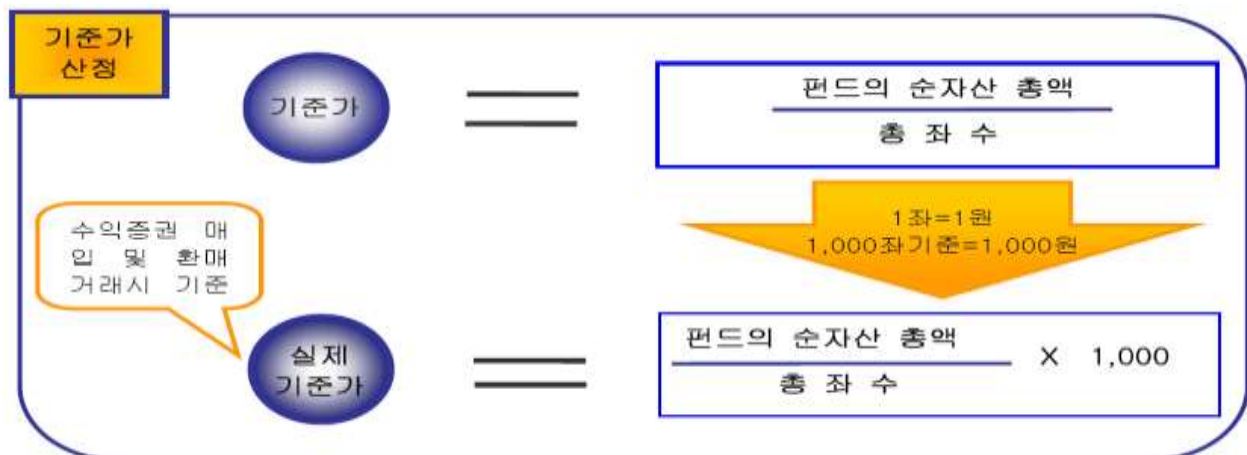 기준가
산정
기준가
펀드의 순자산 총액
총 좌 수
1좌=1원
1,000좌기준=1,000원
수익증권 매
입 및 환매
거래시 기준
실제
기준가
펀드의 순자산 총액
총 좌 수
X 1,000